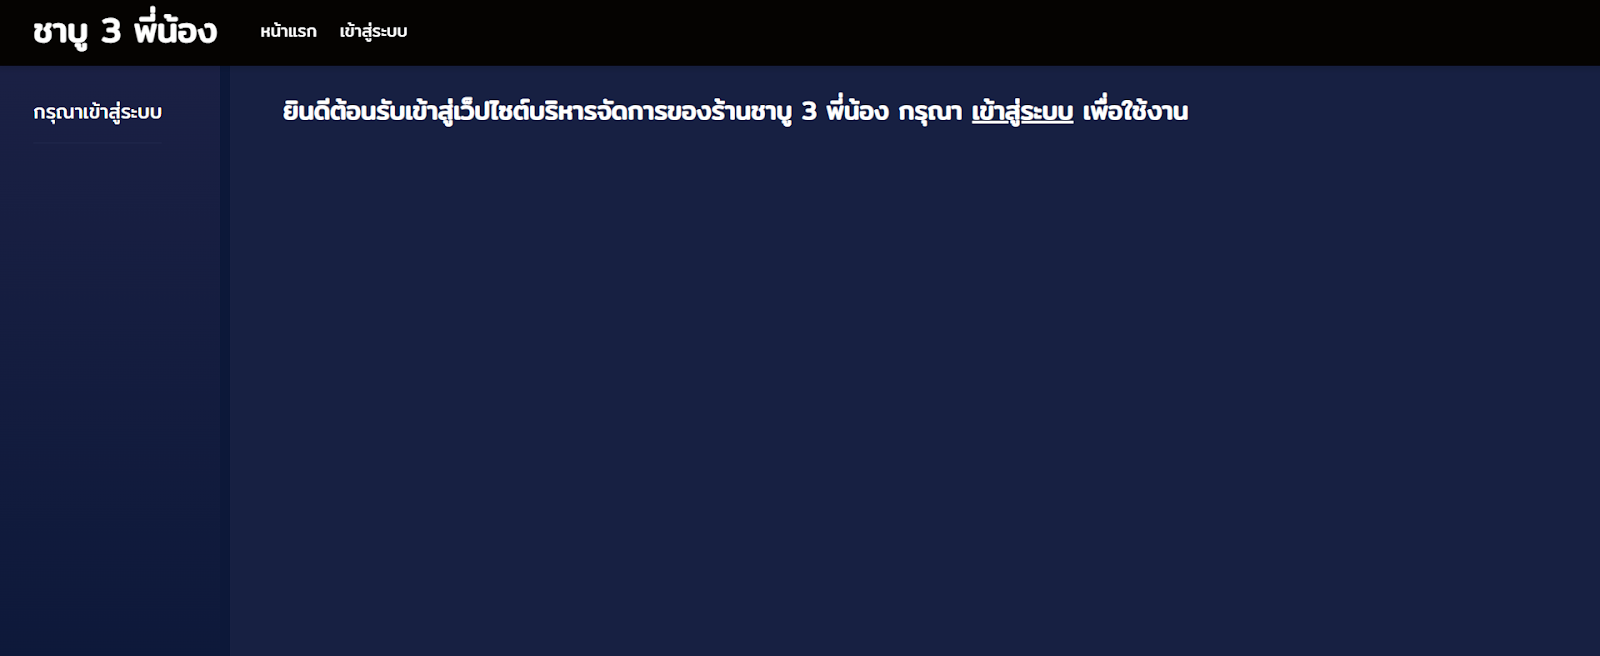 ชาบู 3 พี่น้อง
หน้าแรก เข้าสู่ระบบ
กรุณาเข้าสู่ระบบ
ยินดีต้อนรับเข้าสู่เว็ปไซต์บริหารจัดการของร้านชาบู 3 พี่น้อง กรุณา เข้าสู่ระบบ เพื่อใช้งาน